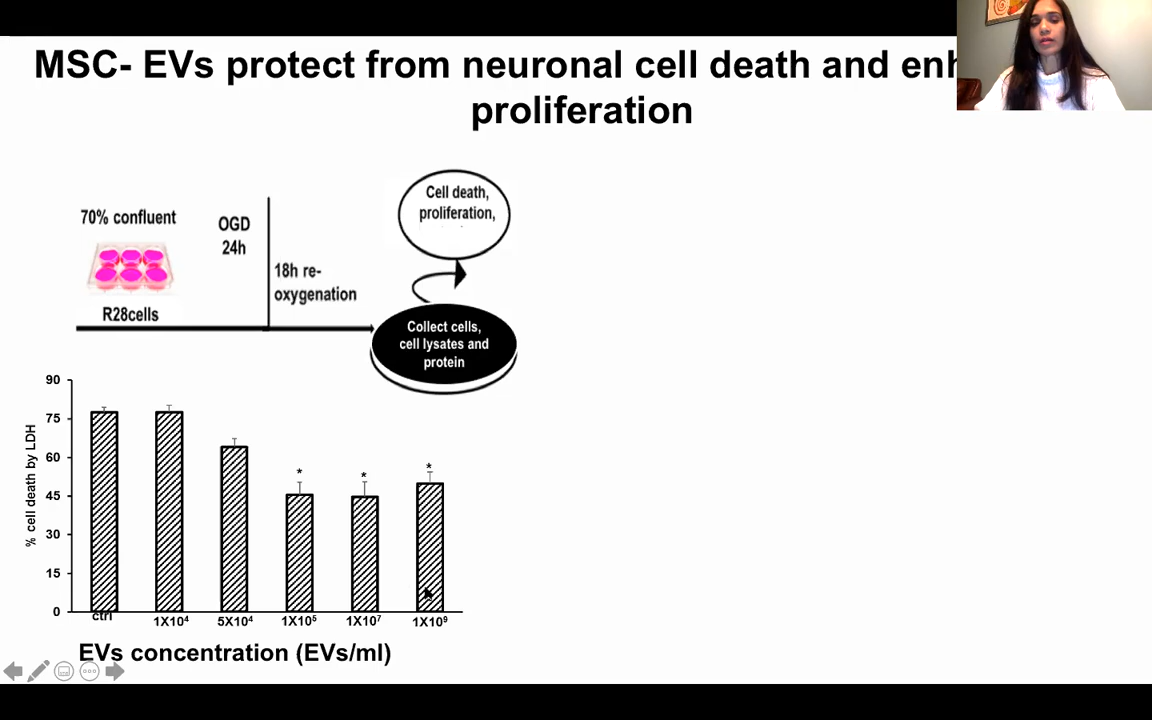 MSC- EVs protect from neuronal cell death and enh
proliferation
70% confluent
R28cells
OGD
24h
18h re-
oxygenation
Cell death,
proliferation,
Collect cells,
cell lysates and
protein
% cell death by LDH
90
75
60
45
30
15
0
* * *
ctrl 1X10⁴ 5X10⁴ 1X10⁵ 1X10⁷ 1X10⁹
EVs concentration (EVs/ml)